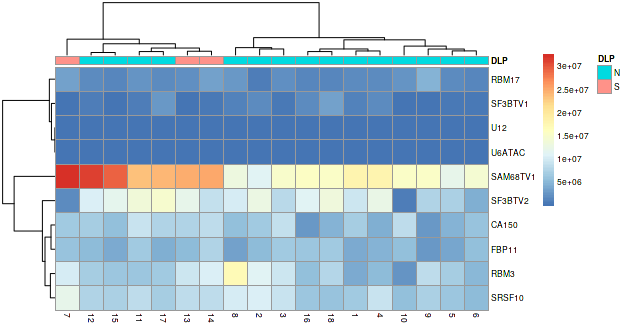 DLP
RBM17
SF3BTV1
U12
U6ATAC
SAM68TV1
SF3BTV2
CA150
FBP11
RBM3
SRSF10
7 12 15 11 17 13 14 8 2 3 16 18 1 4 10 9 5 6
3e+07
2.5e+07
2e+07
1.5e+07
1e+07
5e+06
DLP
N
S